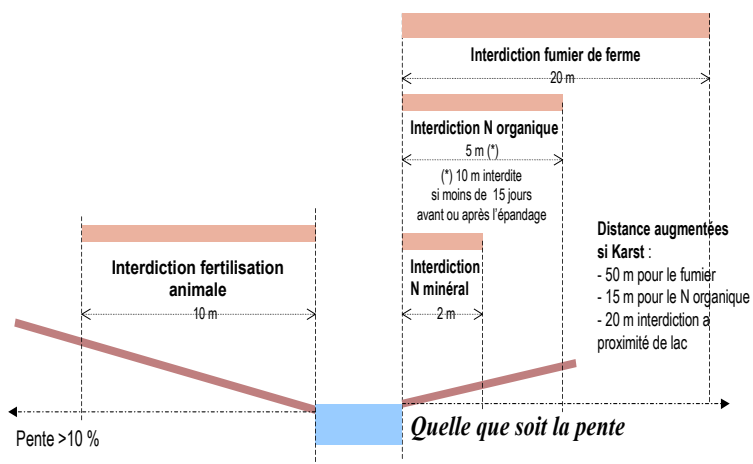 Interdiction fumier de ferme
20 m
Interdiction N organique
5 m (*)
(*) 10 m interdite
si moins de 15 jours
avant ou après l'épandage
Interdiction fertilisation
animale
10 m
Interdiction
N minéral
2 m
Distance augmentées
si Karst :
- 50 m pour le fumier
- 15 m pour le N organique
- 20 m interdiction a
proximité de lac
Pente >10 %
Quelle que soit la pente